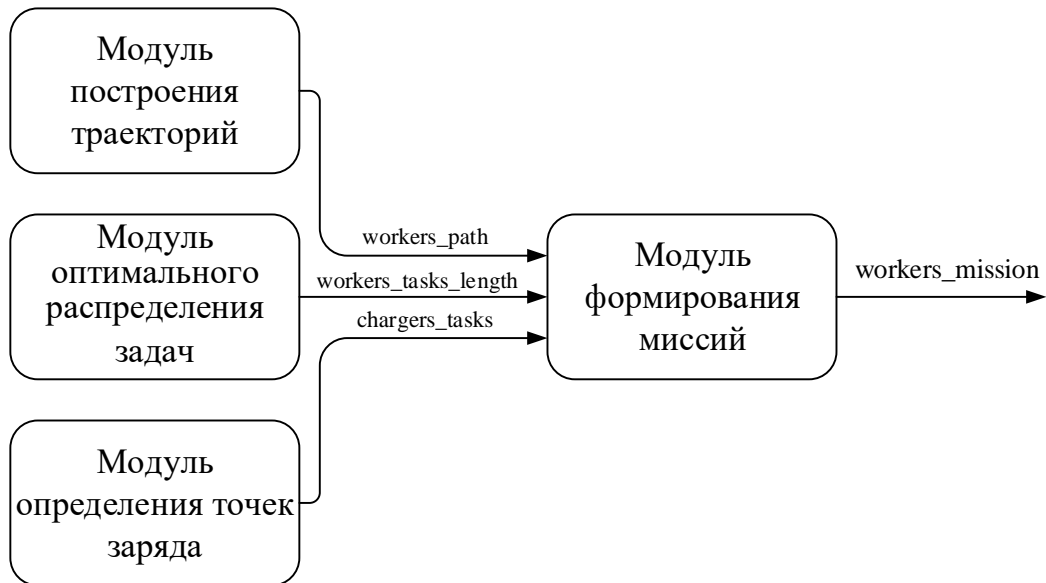 Модуль
построения
траекторий
workers_path
Модуль
оптимального
распределения
задач
workers_tasks_length
chargers_tasks
Модуль
определения точек
заряда
Модуль
формирования
миссий
workers_mission